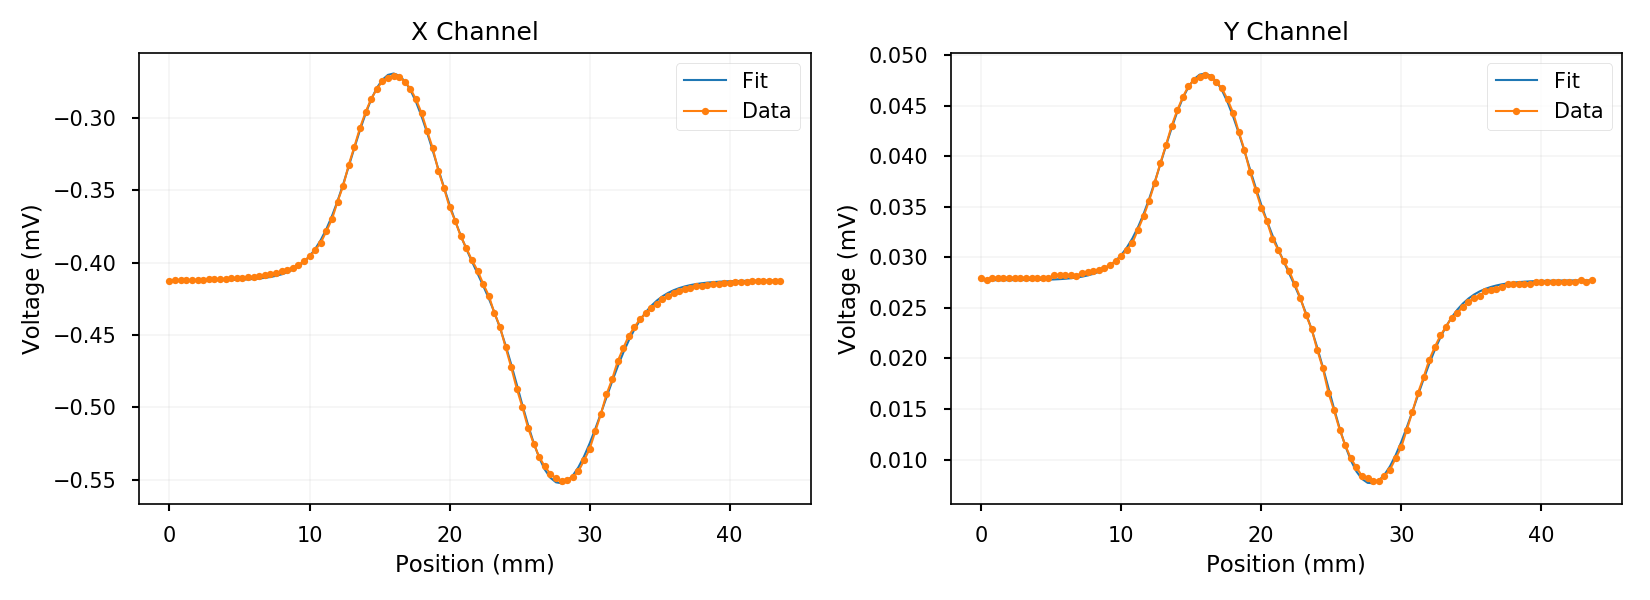 X Channel
Voltage (mV)
−0.30
−0.35
−0.40
−0.45
−0.50
−0.55
0
10
20
30
40
Position (mm)
Fit
Data
Y Channel
Voltage (mV)
0.050
0.045
0.040
0.035
0.030
0.025
0.020
0.015
0.010
0
10
20
30
40
Position (mm)
Fit
Data